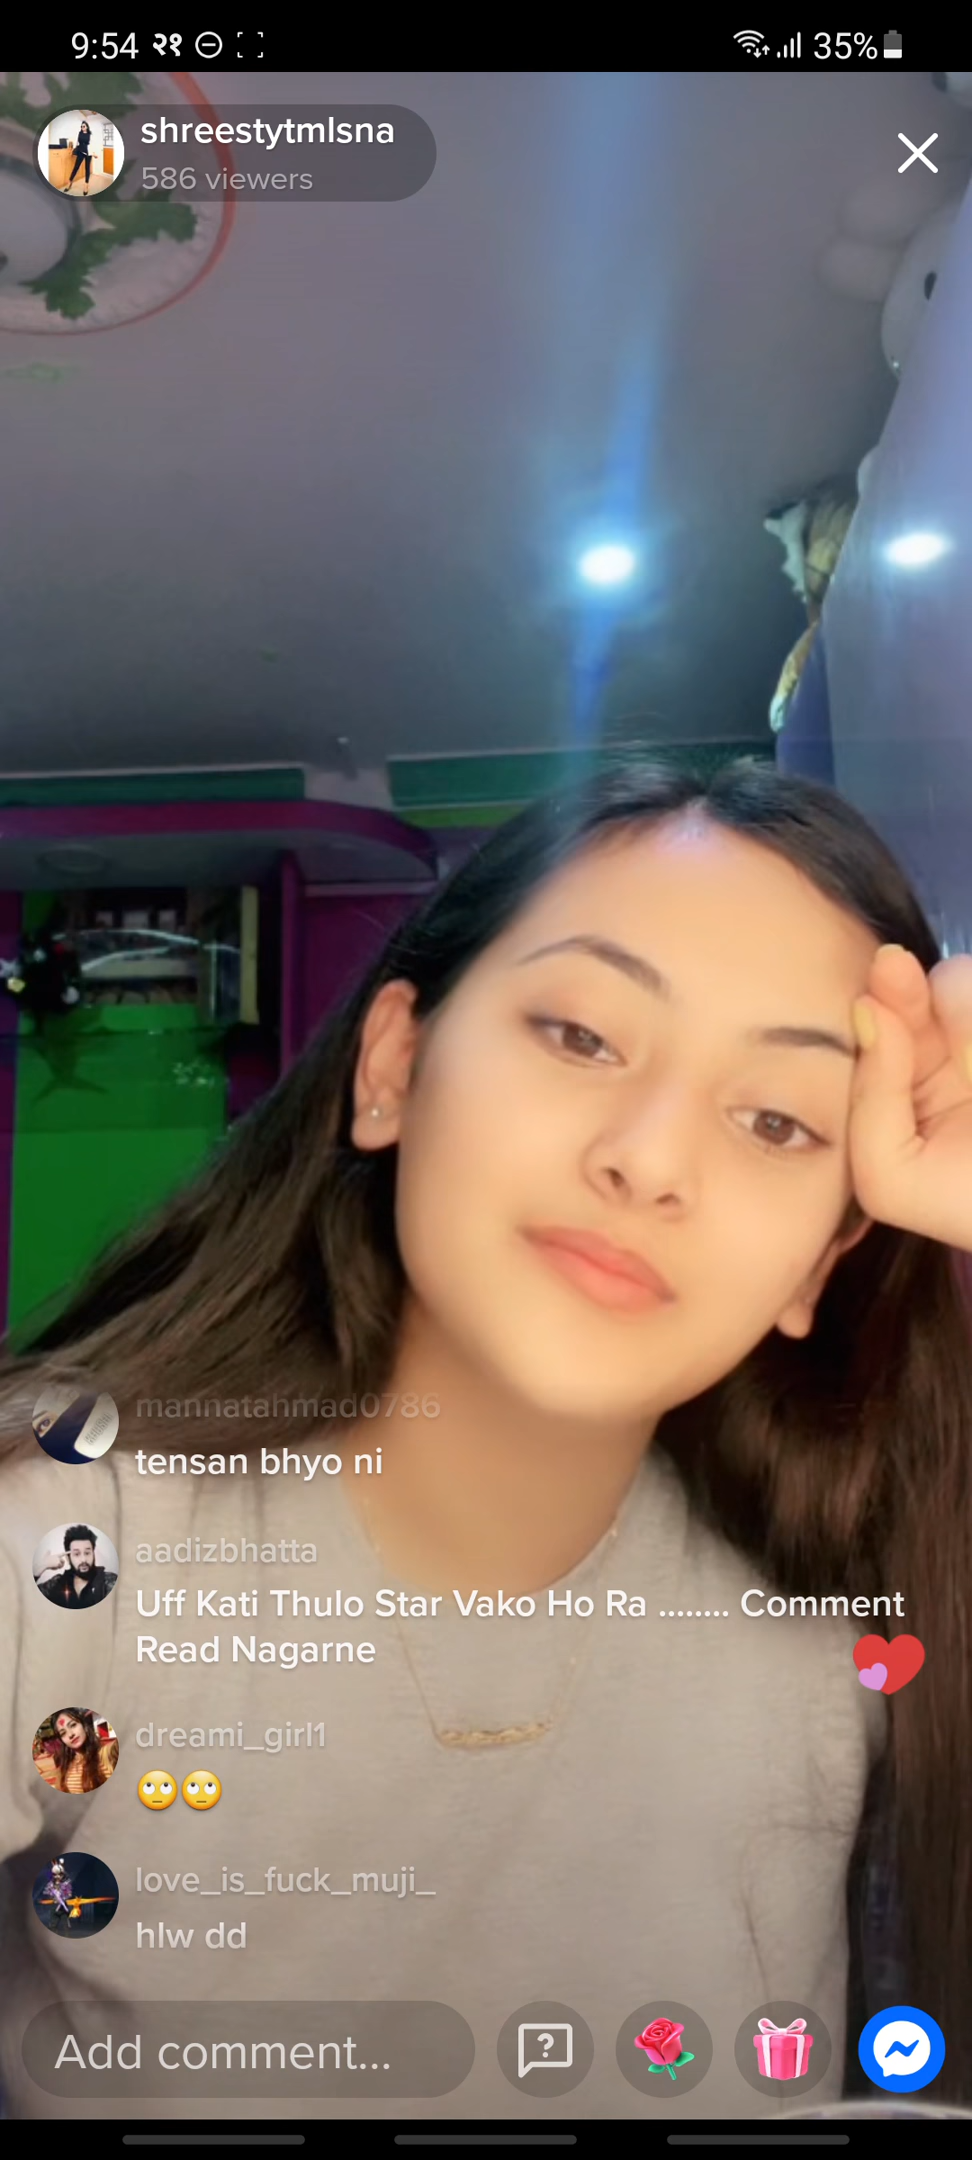 9:54 २१ 35%
shreestytmlsna
586 viewers
mannatahmad0786
tensan bhyo ni
aadizbhatta
Uff Kati Thulo Star Vako Ho Ra ........ Comment
Read Nagarne
dreami_girl1
🙄🙄
love_is_fuck_muji_
hlw dd
Add comment...